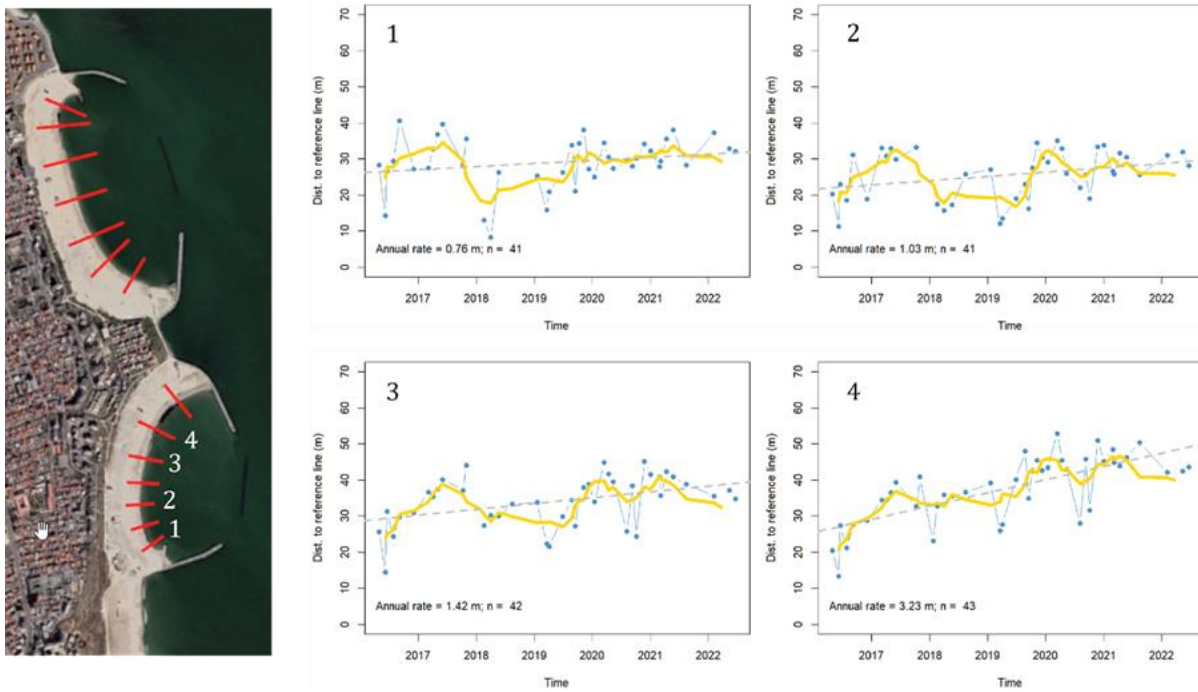 4
3
2
1
1
Dist. to reference line (m)
70
60
50
40
30
20
10
0
Annual rate = 0.76 m; n = 41
2017 2018 2019 2020 2021 2022
Time
2
Dist. to reference line (m)
70
60
50
40
30
20
10
0
Annual rate = 1.03 m; n = 41
2017 2018 2019 2020 2021 2022
Time
3
Dist. to reference line (m)
70
60
50
40
30
20
10
0
Annual rate = 1.42 m; n = 42
2017 2018 2019 2020 2021 2022
Time
4
Dist. to reference line (m)
70
60
50
40
30
20
10
0
Annual rate = 3.23 m; n = 43
2017 2018 2019 2020 2021 2022
Time